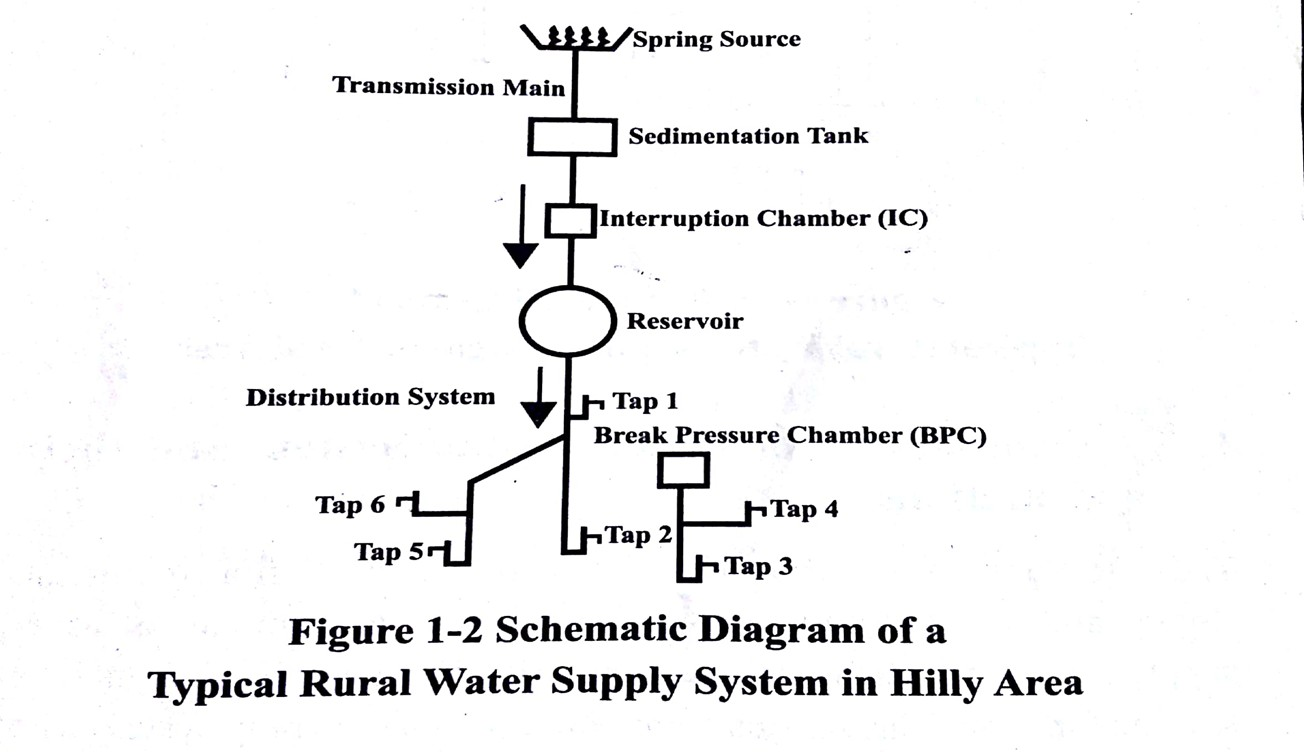 Spring Source
Transmission Main
Sedimentation Tank
Interruption Chamber (IC)
Reservoir
Distribution System
Tap 1
Break Pressure Chamber (BPC)
Tap 6
Tap 4
Tap 5
Tap 2
Tap 3
Figure 1-2 Schematic Diagram of a
Typical Rural Water Supply System in Hilly Area